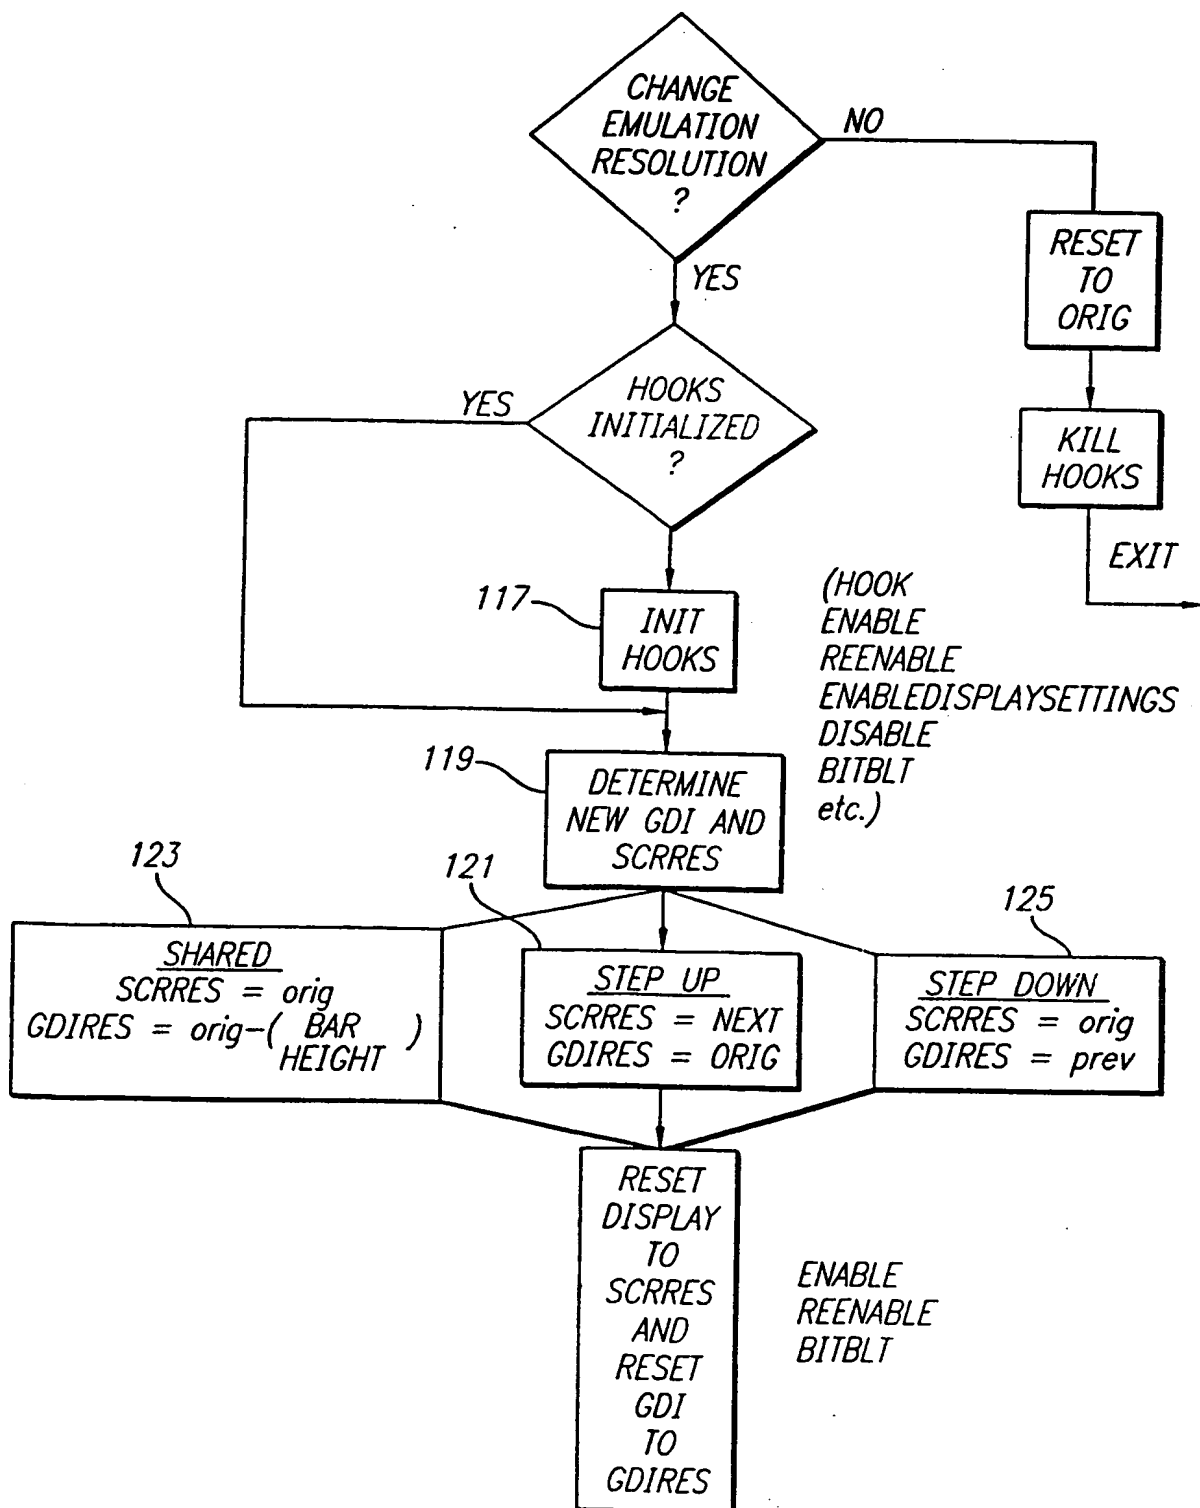 CHANGE
EMULATION
RESOLUTION
?
NO
YES
RESET
TO
ORIG
HOOKS
INITIALIZED
?
YES
KILL
HOOKS
EXIT
117
INIT
HOOKS
(HOOK
ENABLE
REENABLE
ENABLEDISPLAYSETTINGS
DISABLE
BITBLT
etc.)
119
DETERMINE
NEW GDI AND
SCRRES
123
SHARED
SCRRES = orig
GDIRES = orig-( BAR )
HEIGHT
121
STEP UP
SCRRES = NEXT
GDIRES = ORIG
125
STEP DOWN
SCRRES = orig
GDIRES = prev
RESET
DISPLAY
TO
SCRRES
AND
RESET
GDI
TO
GDIRES
ENABLE
REENABLE
BITBLT